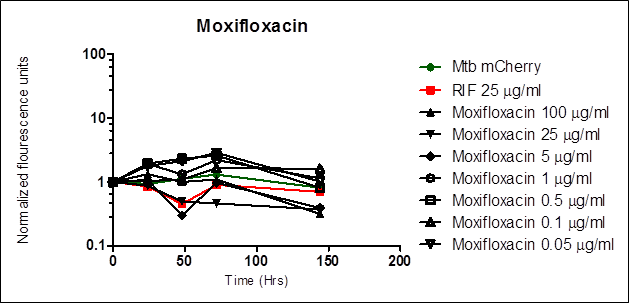 Moxifloxacin
Normalized flourescence units
100
10
1
0.1
0
50
100
150
200
Time (Hrs)
Mtb mCherry
RIF 25 μg/ml
Moxifloxacin 100 μg/ml
Moxifloxacin 25 μg/ml
Moxifloxacin 5 μg/ml
Moxifloxacin 1 μg/ml
Moxifloxacin 0.5 μg/ml
Moxifloxacin 0.1 μg/ml
Moxifloxacin 0.05 μg/ml